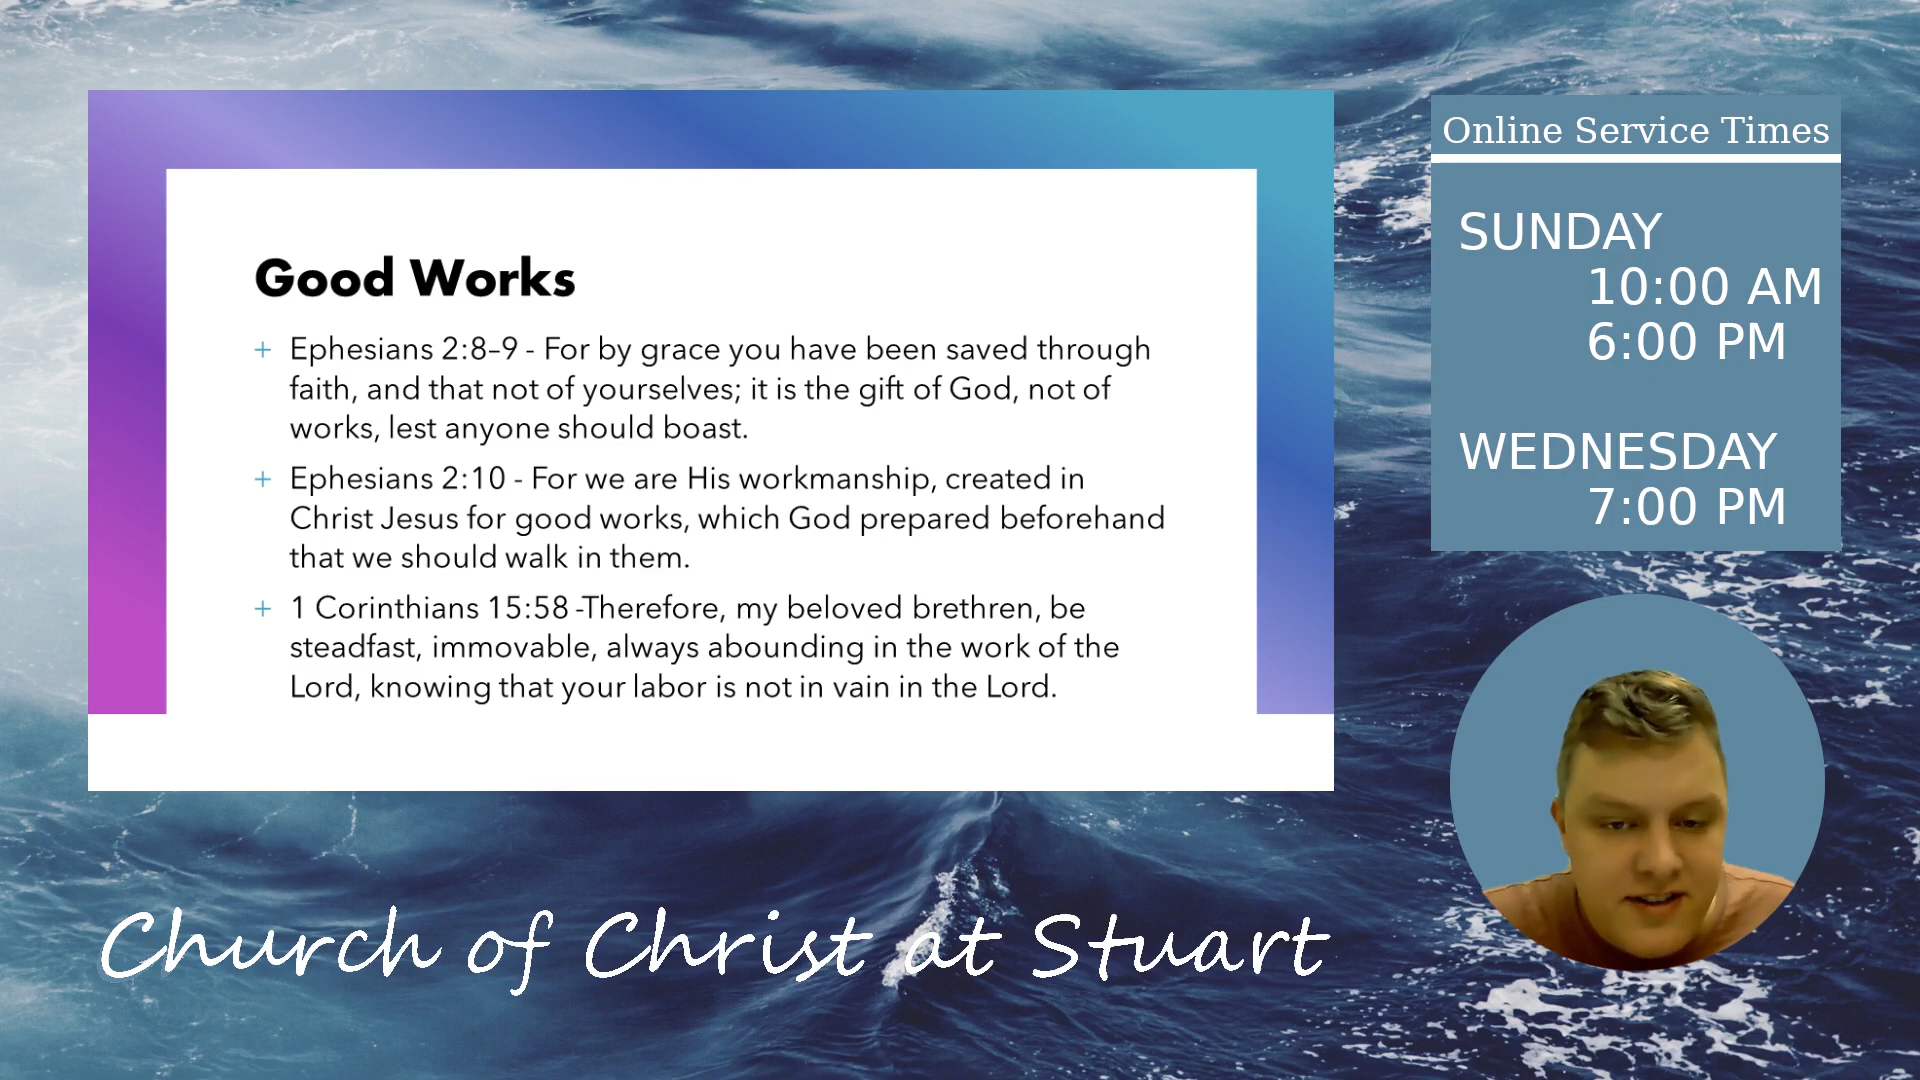 Good Works
+ Ephesians 2:8–9 - For by grace you have been saved through
faith, and that not of yourselves; it is the gift of God, not of
works, lest anyone should boast.
+ Ephesians 2:10 - For we are His workmanship, created in
Christ Jesus for good works, which God prepared beforehand
that we should walk in them.
+ 1 Corinthians 15:58 -Therefore, my beloved brethren, be
steadfast, immovable, always abounding in the work of the
Lord, knowing that your labor is not in vain in the Lord.
Online Service Times
SUNDAY
10:00 AM
6:00 PM
WEDNESDAY
7:00 PM
Church of Christ at Stuart